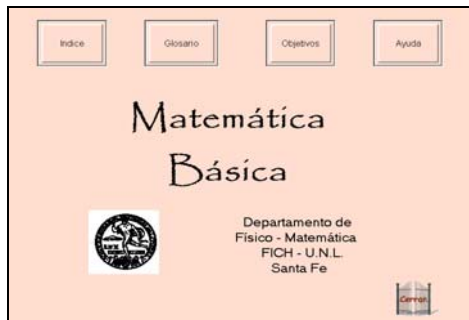 Indice Glosario Objetivos Ayuda
Matemática
Básica
Departamento de
Físico - Matemática
FICH - U.N.L.
Santa Fe
Cerrar